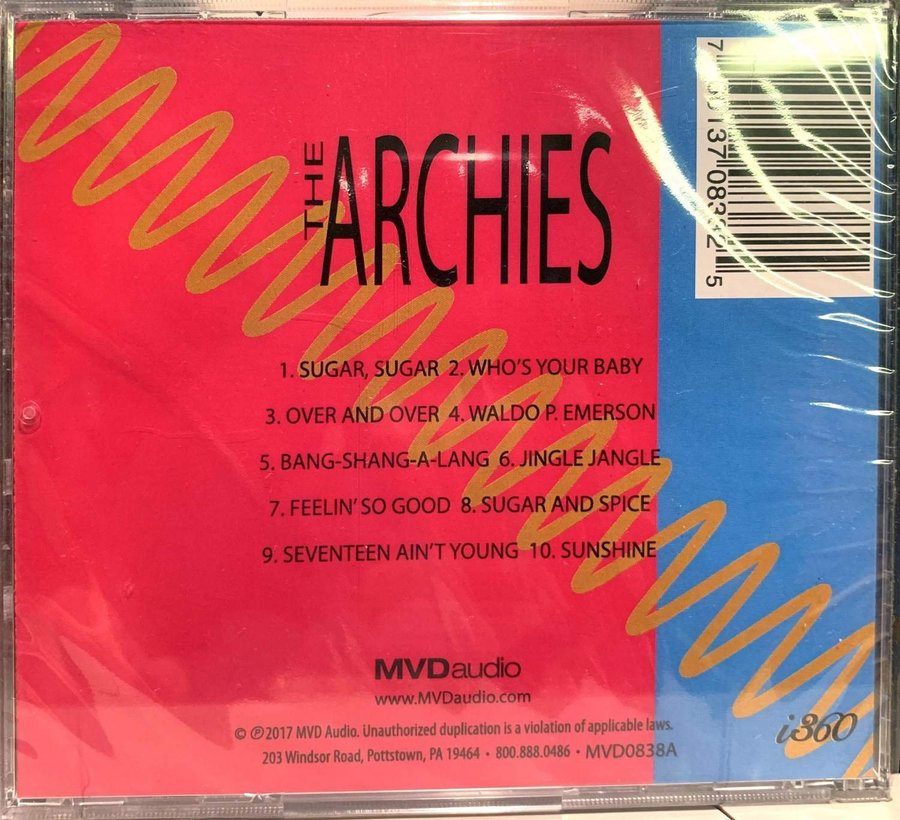 THE ARCHIES
1. SUGAR, SUGAR 2. WHO'S YOUR BABY
3. OVER AND OVER 4. WALDO P. EMERSON
5. BANG-SHANG-A-LANG 6. JINGLE JANGLE
7. FEELIN' SO GOOD 8. SUGAR AND SPICE
9. SEVENTEEN AIN'T YOUNG 10. SUNSHINE
MVDaudio
www.MVDaudio.com
© ℗ 2017 MVD Audio. Unauthorized duplication is a violation of applicable laws.
203 Windsor Road, Pottstown, PA 19464 • 800.888.0486 • MVD0838A
i360